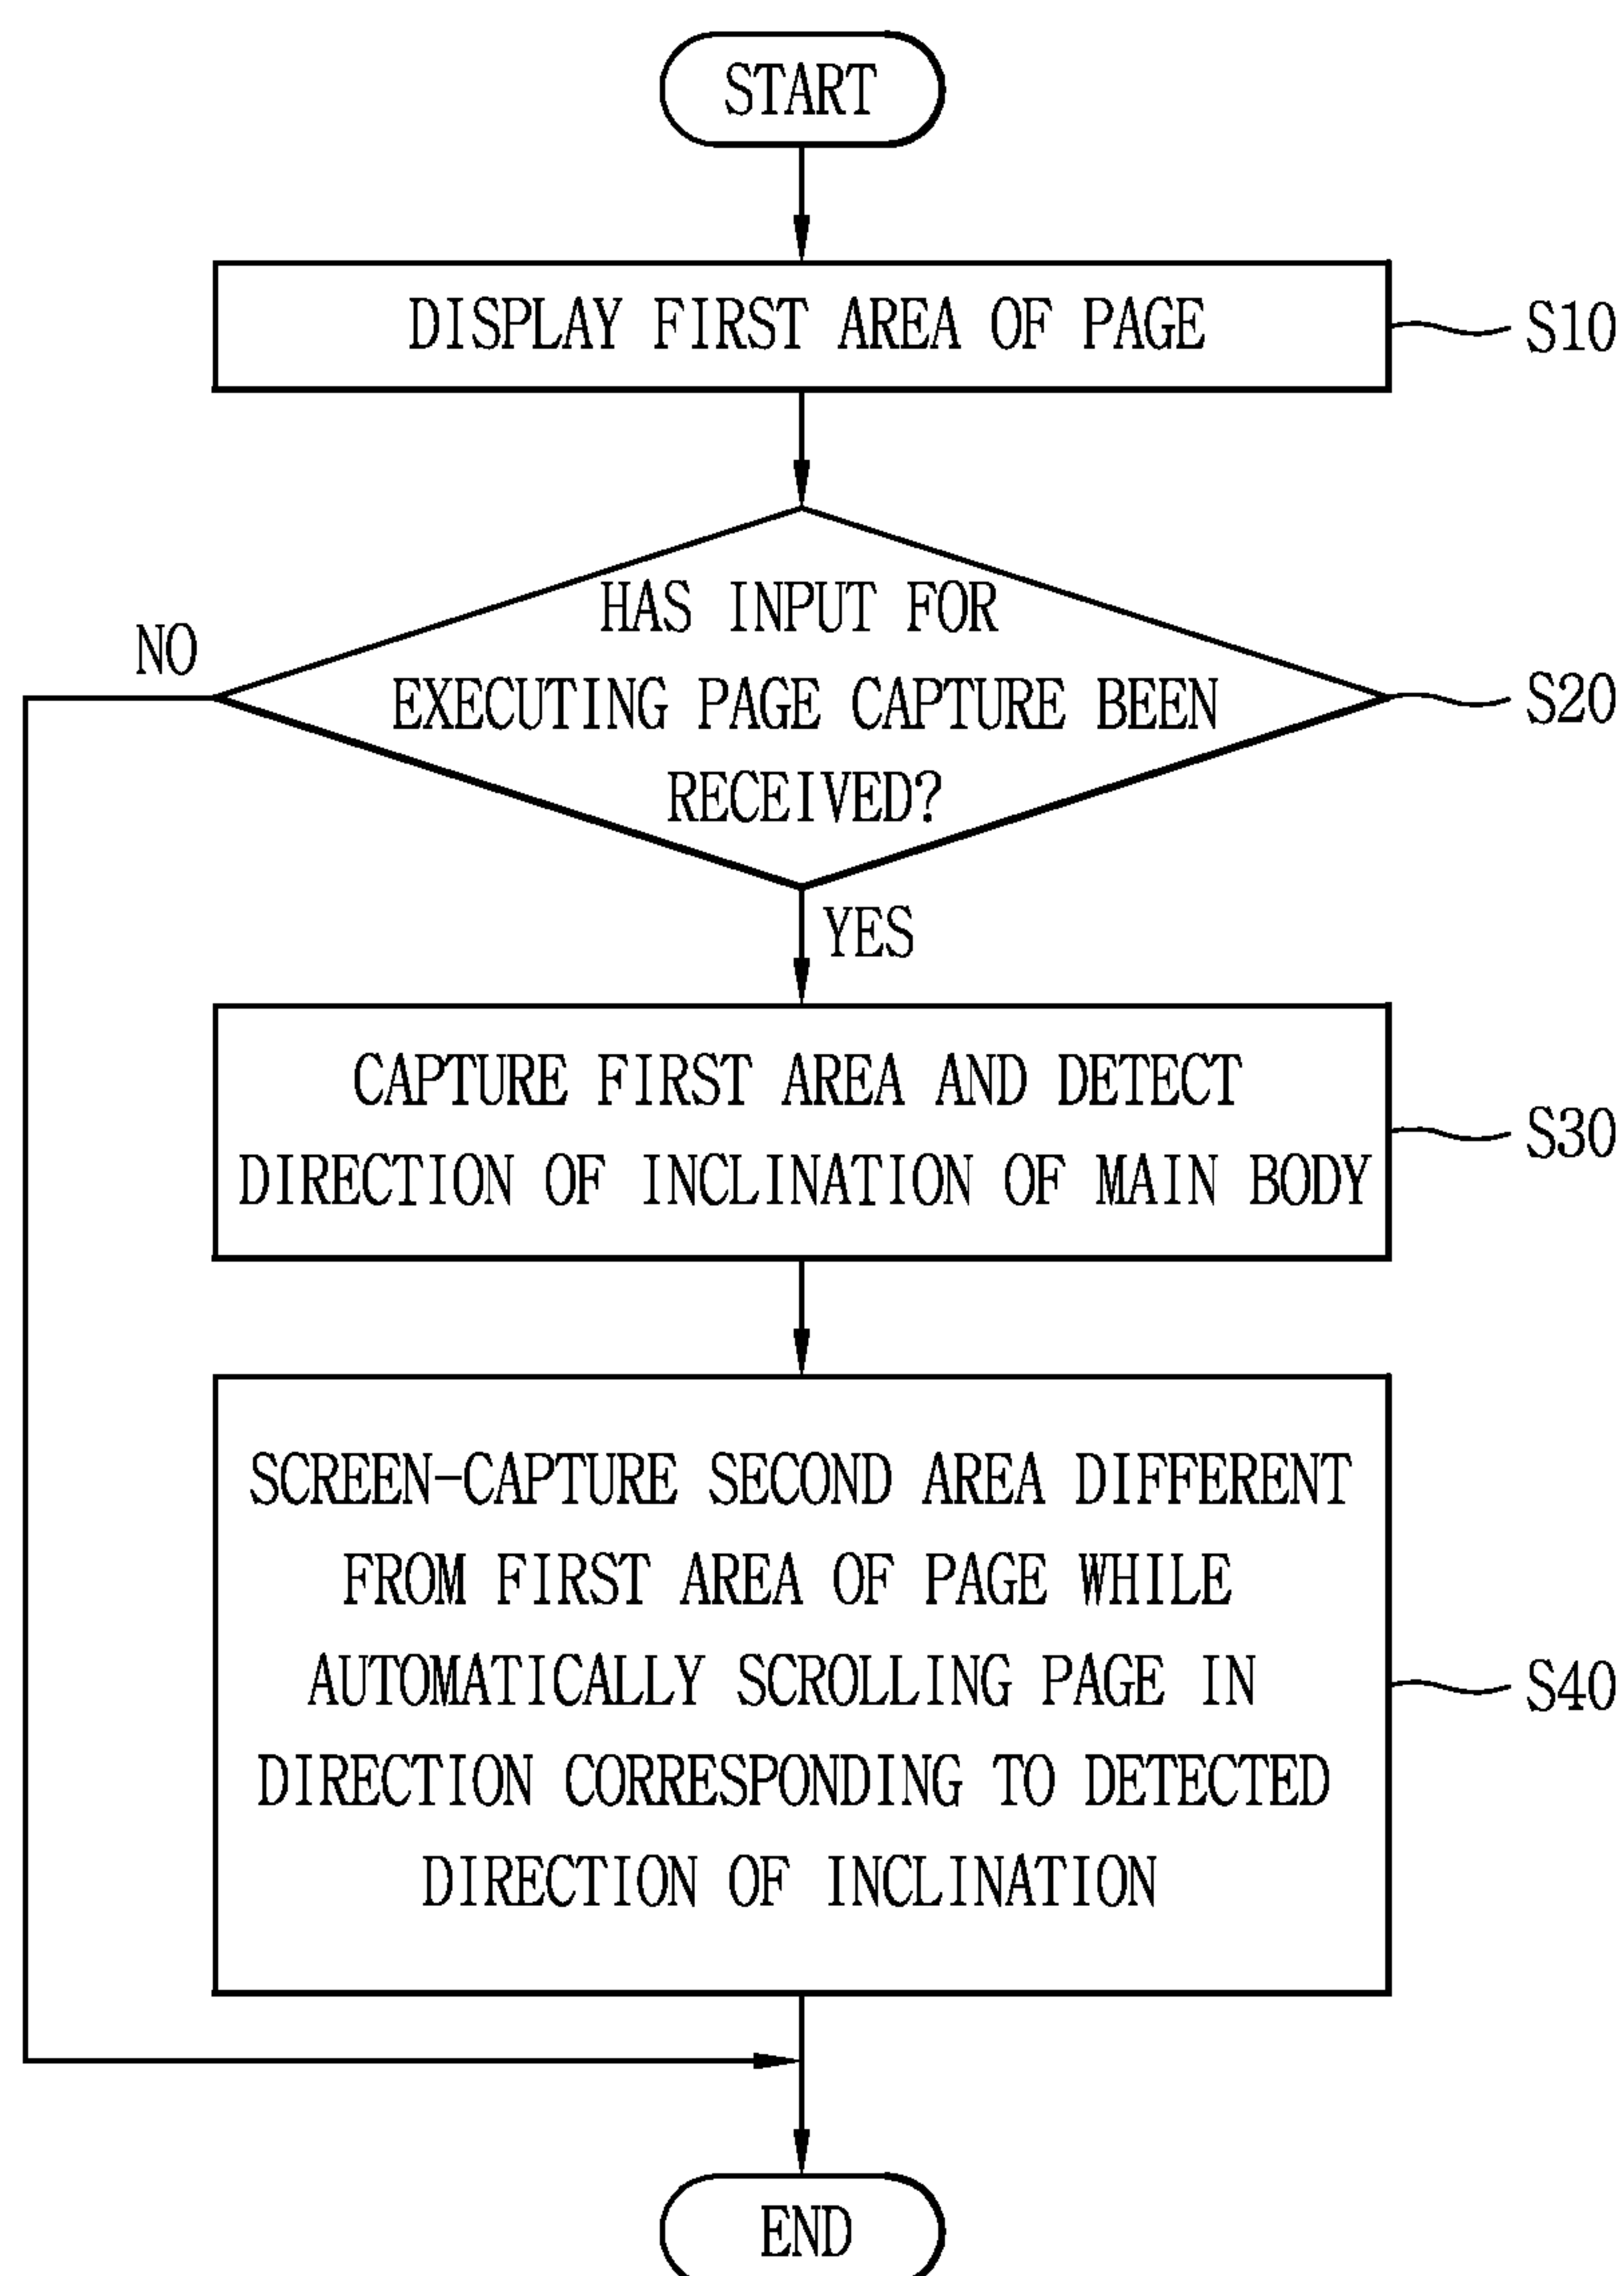 START
DISPLAY FIRST AREA OF PAGE
S10
HAS INPUT FOR
NO
EXECUTING PAGE CAPTURE BEEN
S20
RECEIVED?
YES
CAPTURE FIRST AREA AND DETECT
DIRECTION OF INCLINATION OF MAIN BODY
S30
SCREEN-CAPTURE SECOND AREA DIFFERENT
FROM FIRST AREA OF PAGE WHILE
AUTOMATICALLY SCROLLING PAGE IN
DIRECTION CORRESPONDING TO DETECTED
DIRECTION OF INCLINATION
S40
END